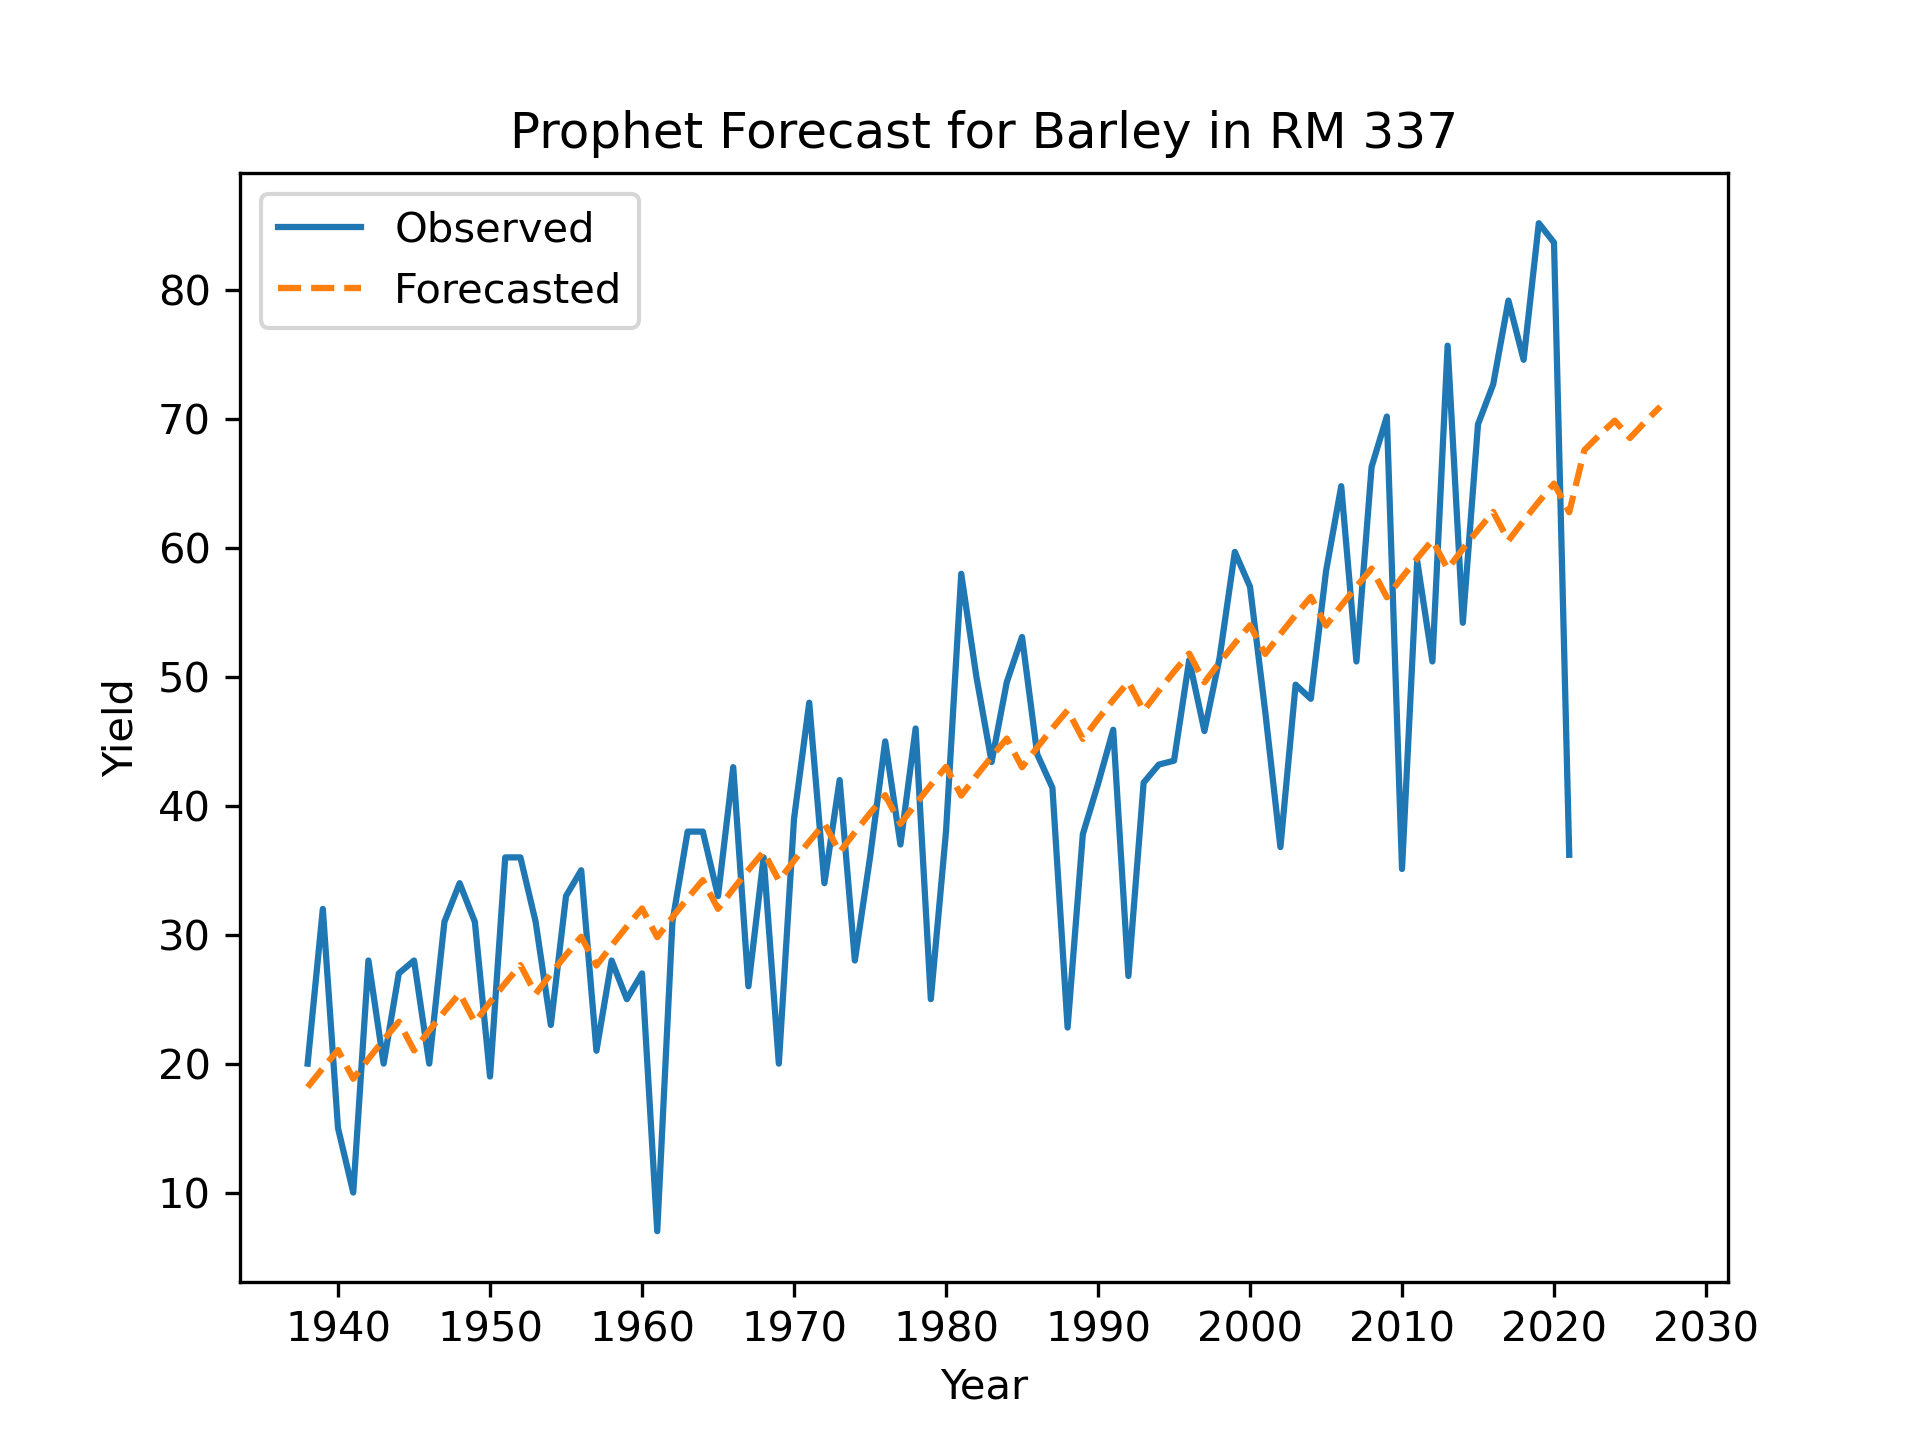 Prophet Forecast for Barley in RM 337
Observed
Forecasted
80
70
60
50
40
30
20
10
Yield
1940 1950 1960 1970 1980 1990 2000 2010 2020 2030
Year